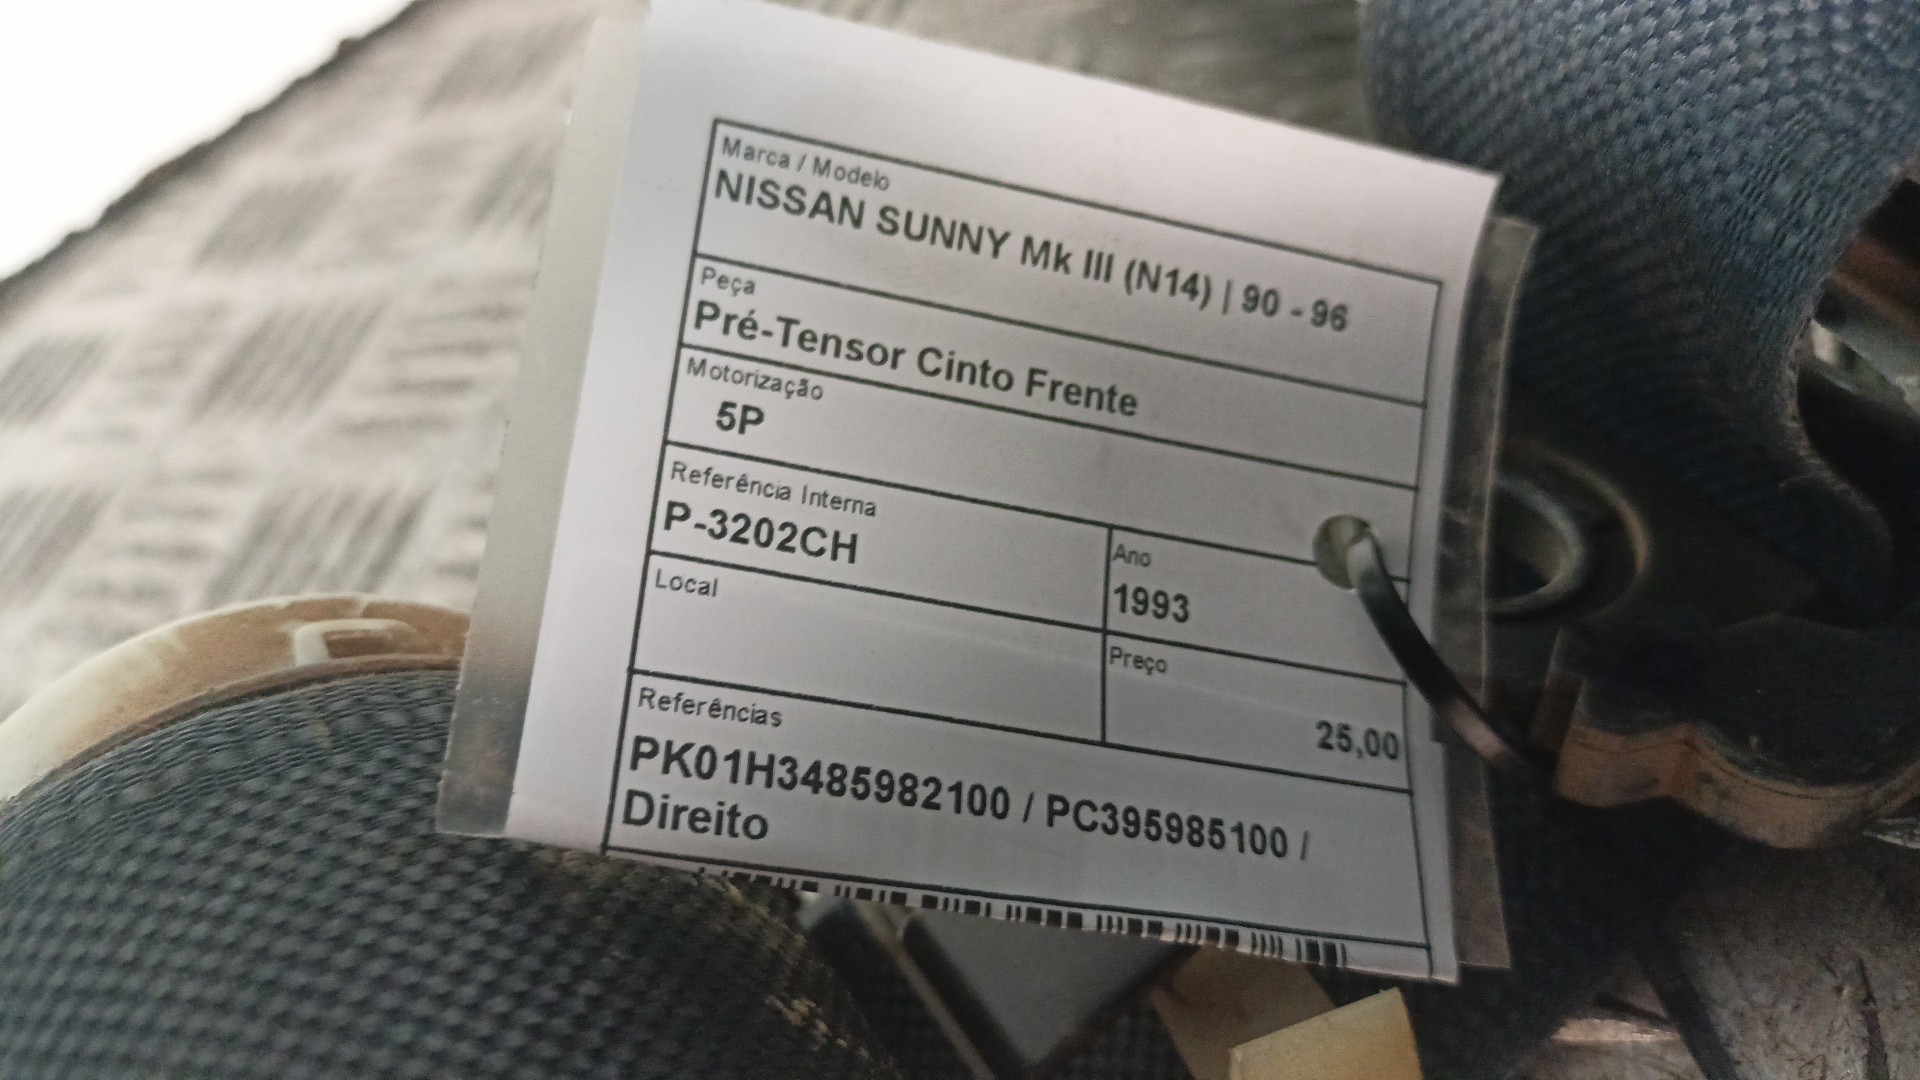 Marca / Modelo
NISSAN SUNNY Mk III (N14) | 90 - 96
Peça
Pré-Tensor Cinto Frente
Motorização
5P
Referência Interna
P-3202CH
Ano
1993
Local
Preço
25,00
Referências
PK01H3485982100 / PC395985100 /
Direito